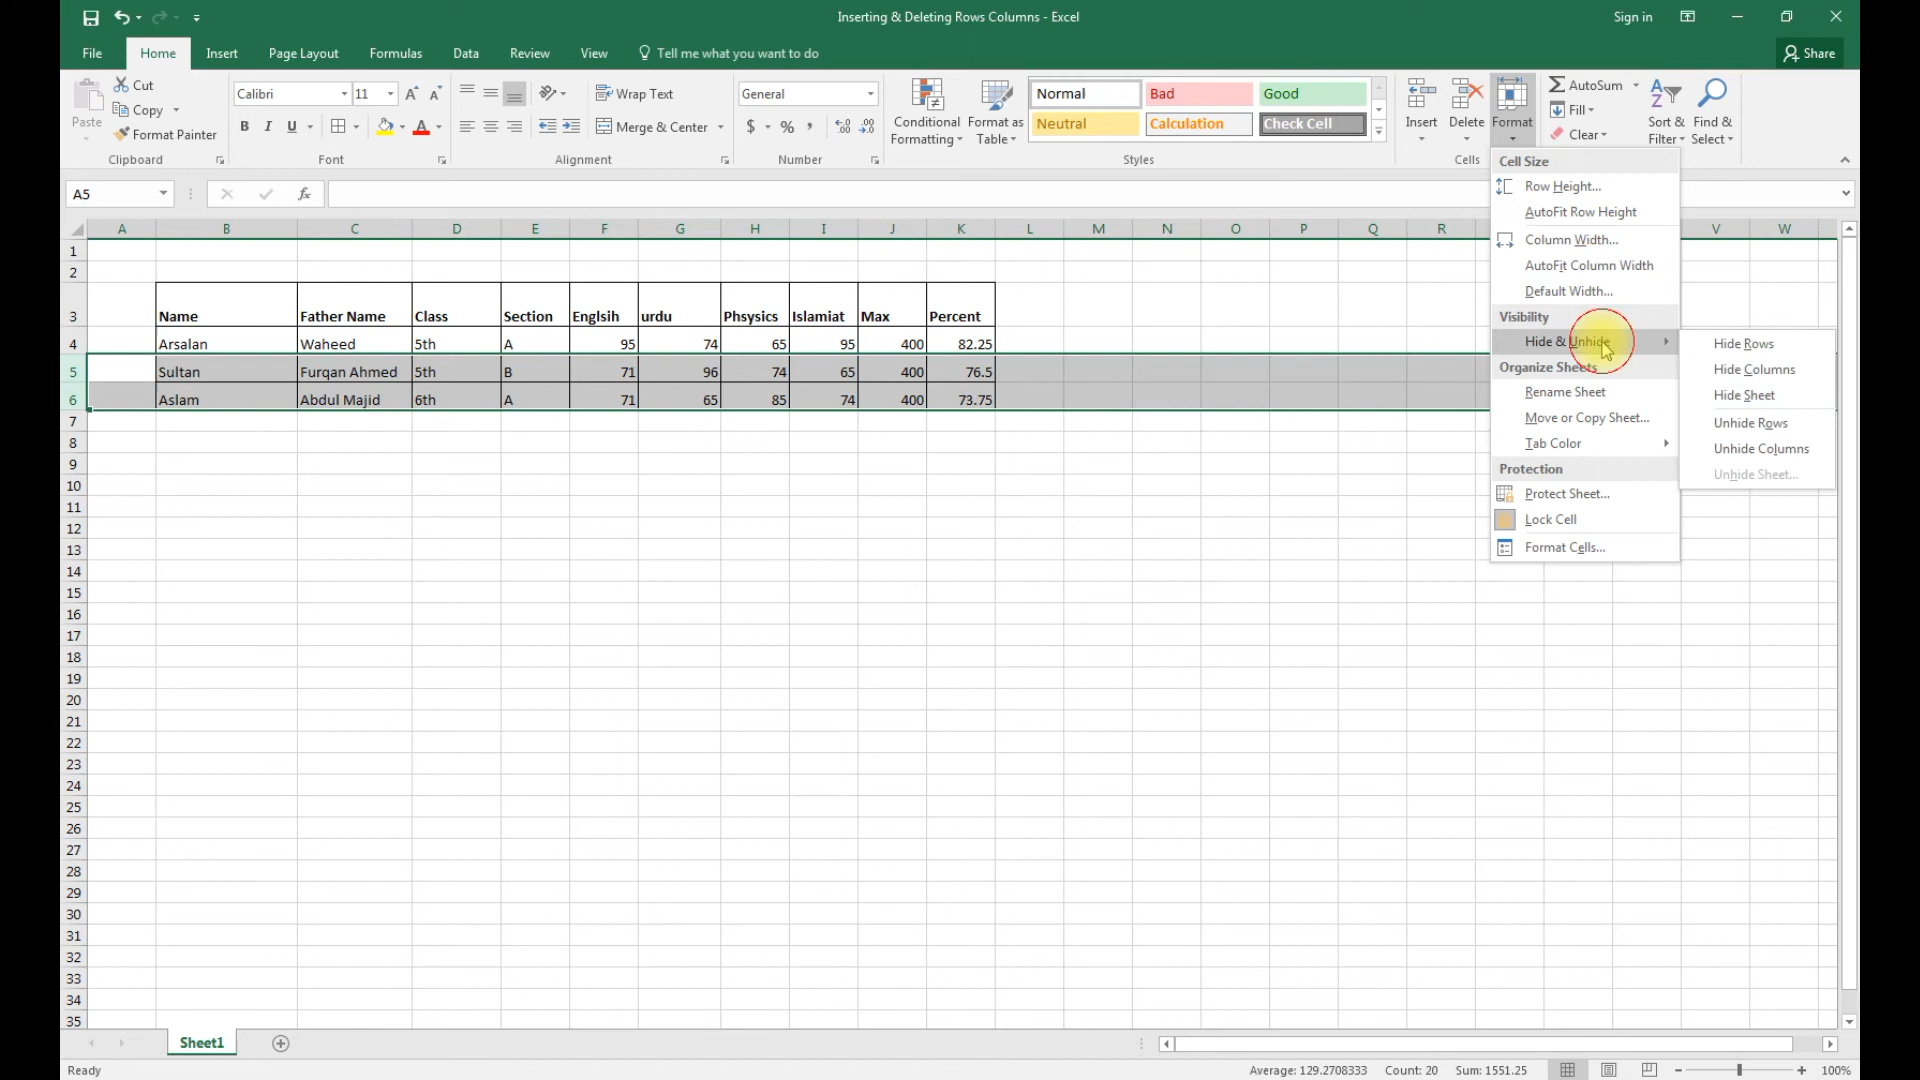 Inserting & Deleting Rows Columns - Excel
Sign in
File Home Insert Page Layout Formulas Data Review View Tell me what you want to do Share
Paste
Cut
Copy
Format Painter
Clipboard
Calibri 11
B I U A
Font
Wrap Text
Merge & Center
Alignment
General
$ % ,
Number
Conditional Formatting
Format as Table
Normal Bad Good
Neutral Calculation Check Cell
Styles
Insert Delete Format
Cells
AutoSum
Fill
Clear
Sort & Filter
Find & Select
A5 fx
A B C D E F G H I J K L M N O P Q R V W
1
2
3 Name Father Name Class Section Englsih urdu Phsysics Islamiat Max Percent
4 Arsalan Waheed 5th A 95 74 65 95 400 82.25
5 Sultan Furqan Ahmed 5th B 71 96 74 65 400 76.5
6 Aslam Abdul Majid 6th A 71 65 85 74 400 73.75
7
8
9
10
11
12
13
14
15
16
17
18
19
20
21
22
23
24
25
26
27
28
29
30
31
32
33
34
35
Cell Size
Row Height...
AutoFit Row Height
Column Width...
AutoFit Column Width
Default Width...
Visibility
Hide & Unhide
Organize Sheets
Rename Sheet
Move or Copy Sheet...
Tab Color
Protection
Protect Sheet...
Lock Cell
Format Cells...
Hide Rows
Hide Columns
Hide Sheet
Unhide Rows
Unhide Columns
Unhide Sheet...
Sheet1
Ready
Average: 129.2708333 Count: 20 Sum: 1551.25 100%